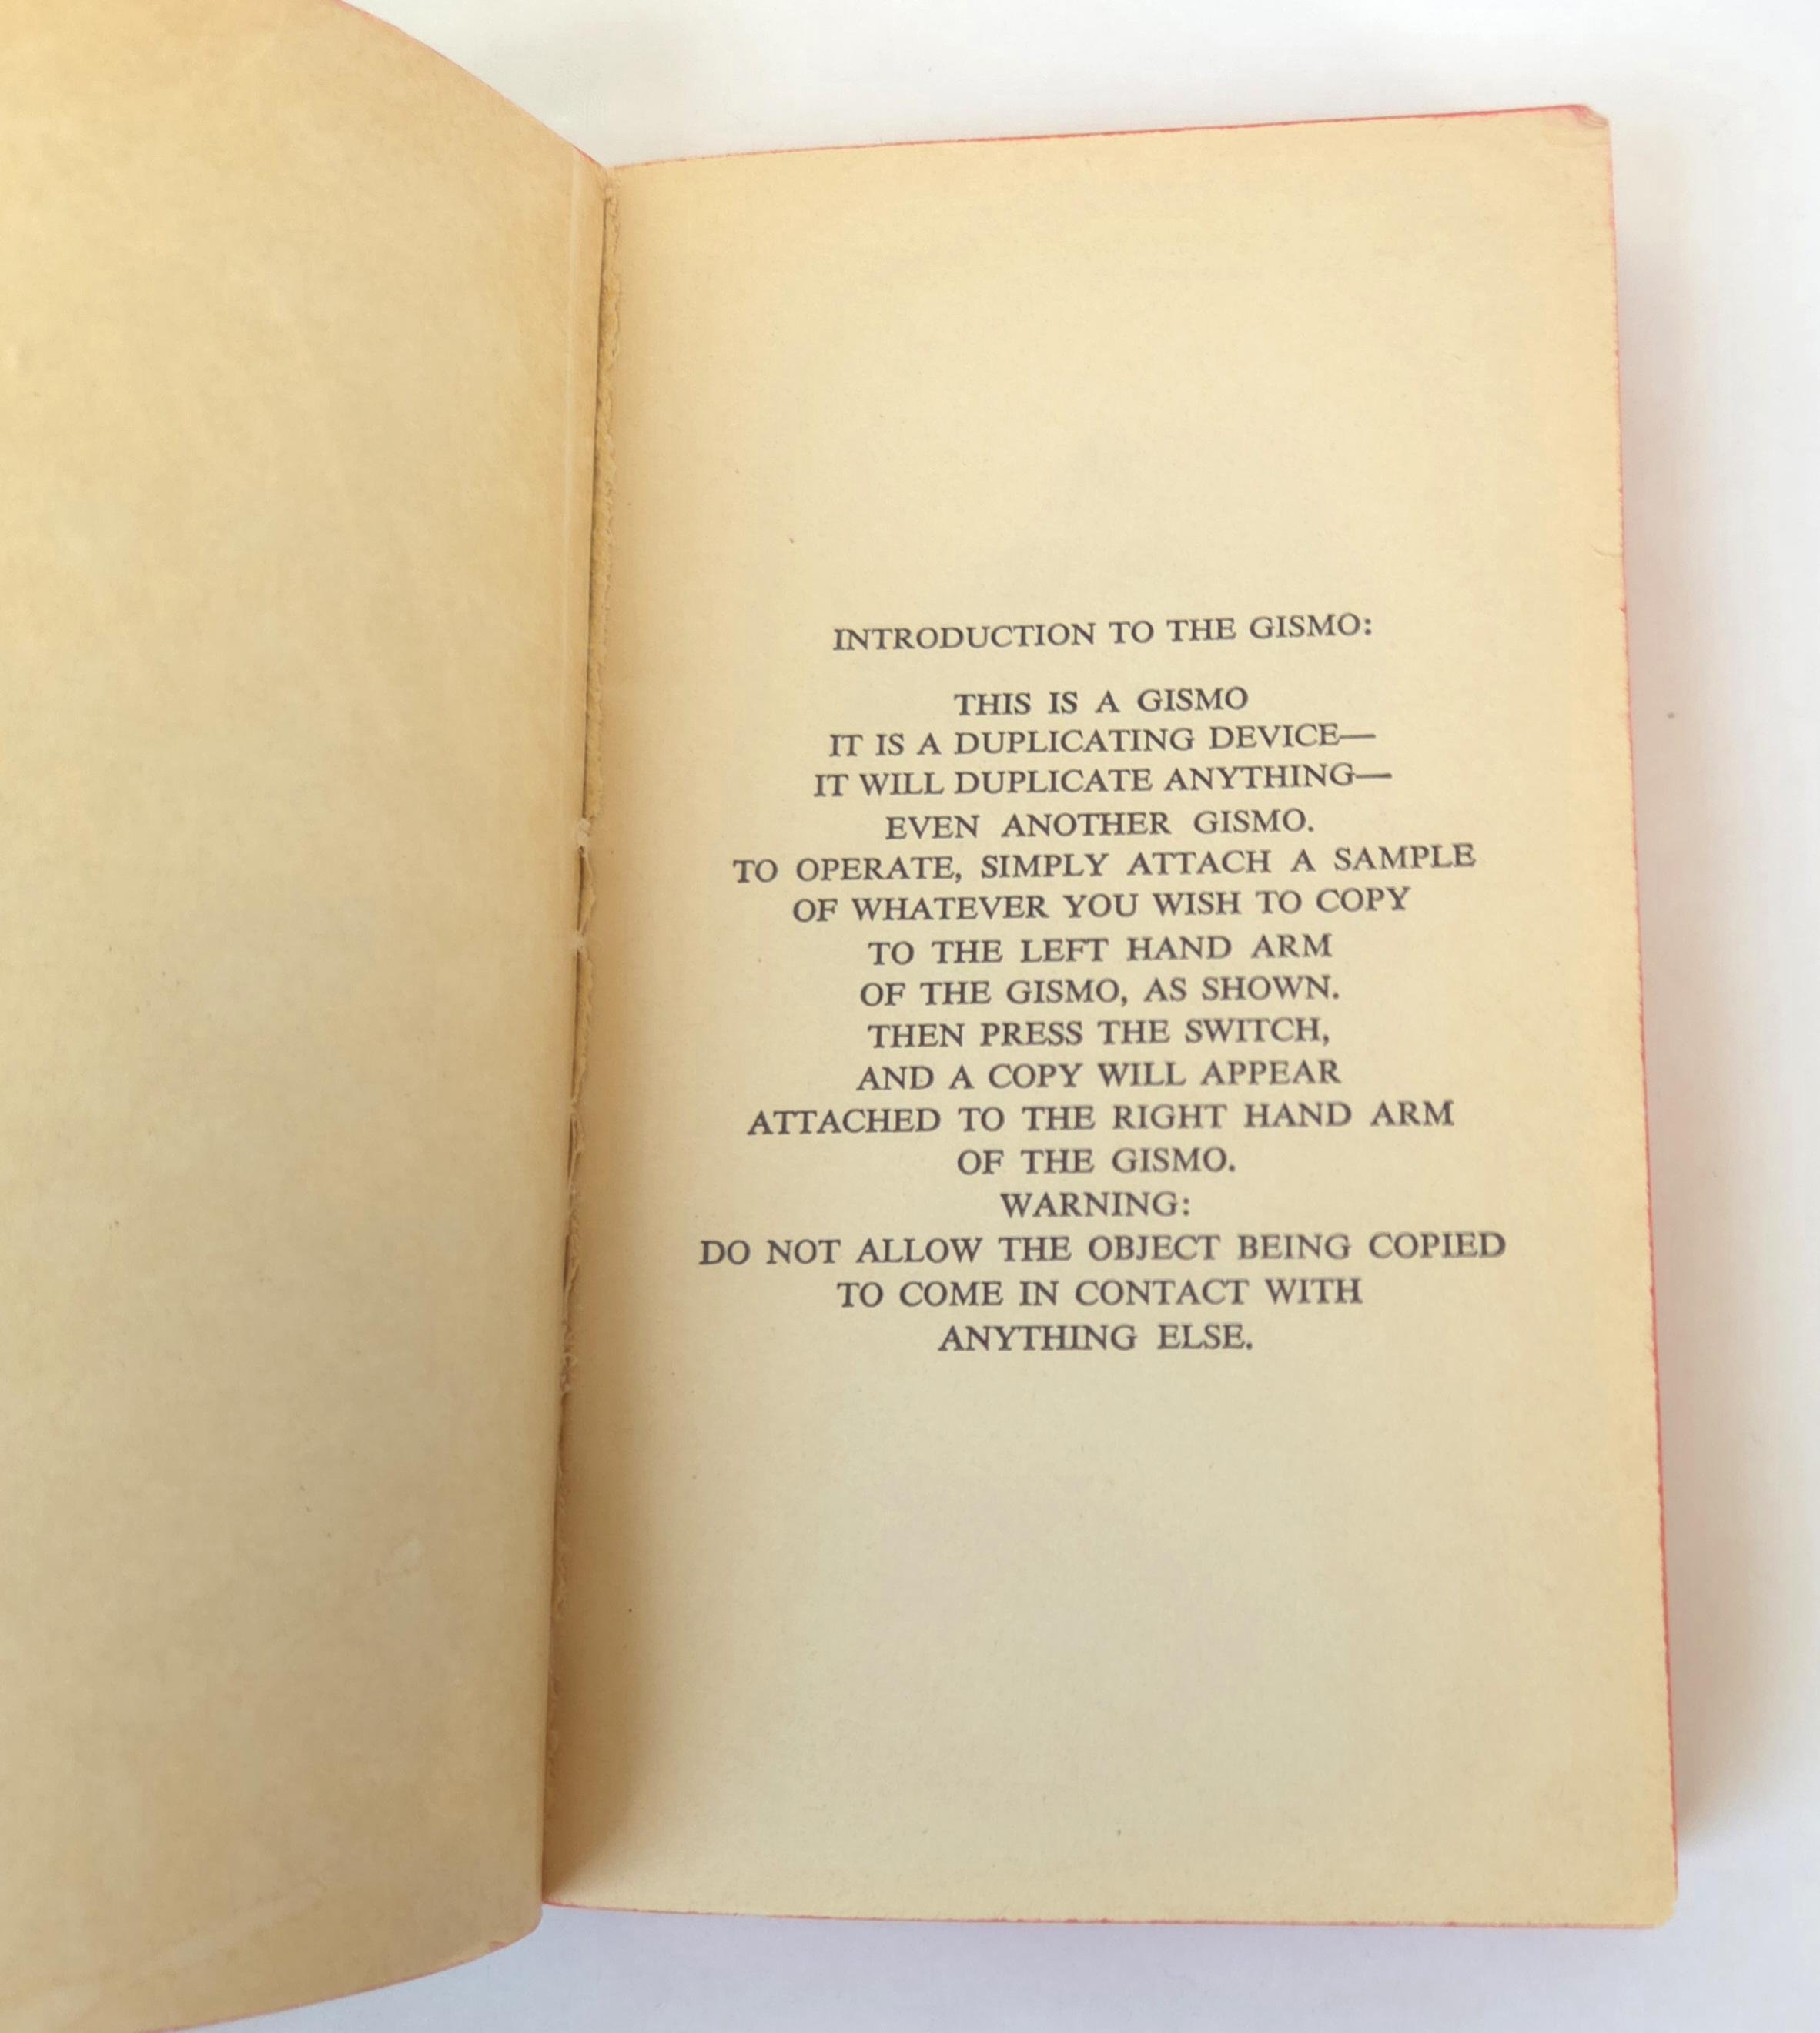 INTRODUCTION TO THE GISMO:
THIS IS A GISMO
IT IS A DUPLICATING DEVICE—
IT WILL DUPLICATE ANYTHING—
EVEN ANOTHER GISMO.
TO OPERATE, SIMPLY ATTACH A SAMPLE
OF WHATEVER YOU WISH TO COPY
TO THE LEFT HAND ARM
OF THE GISMO, AS SHOWN.
THEN PRESS THE SWITCH,
AND A COPY WILL APPEAR
ATTACHED TO THE RIGHT HAND ARM
OF THE GISMO.
WARNING:
DO NOT ALLOW THE OBJECT BEING COPIED
TO COME IN CONTACT WITH
ANYTHING ELSE.